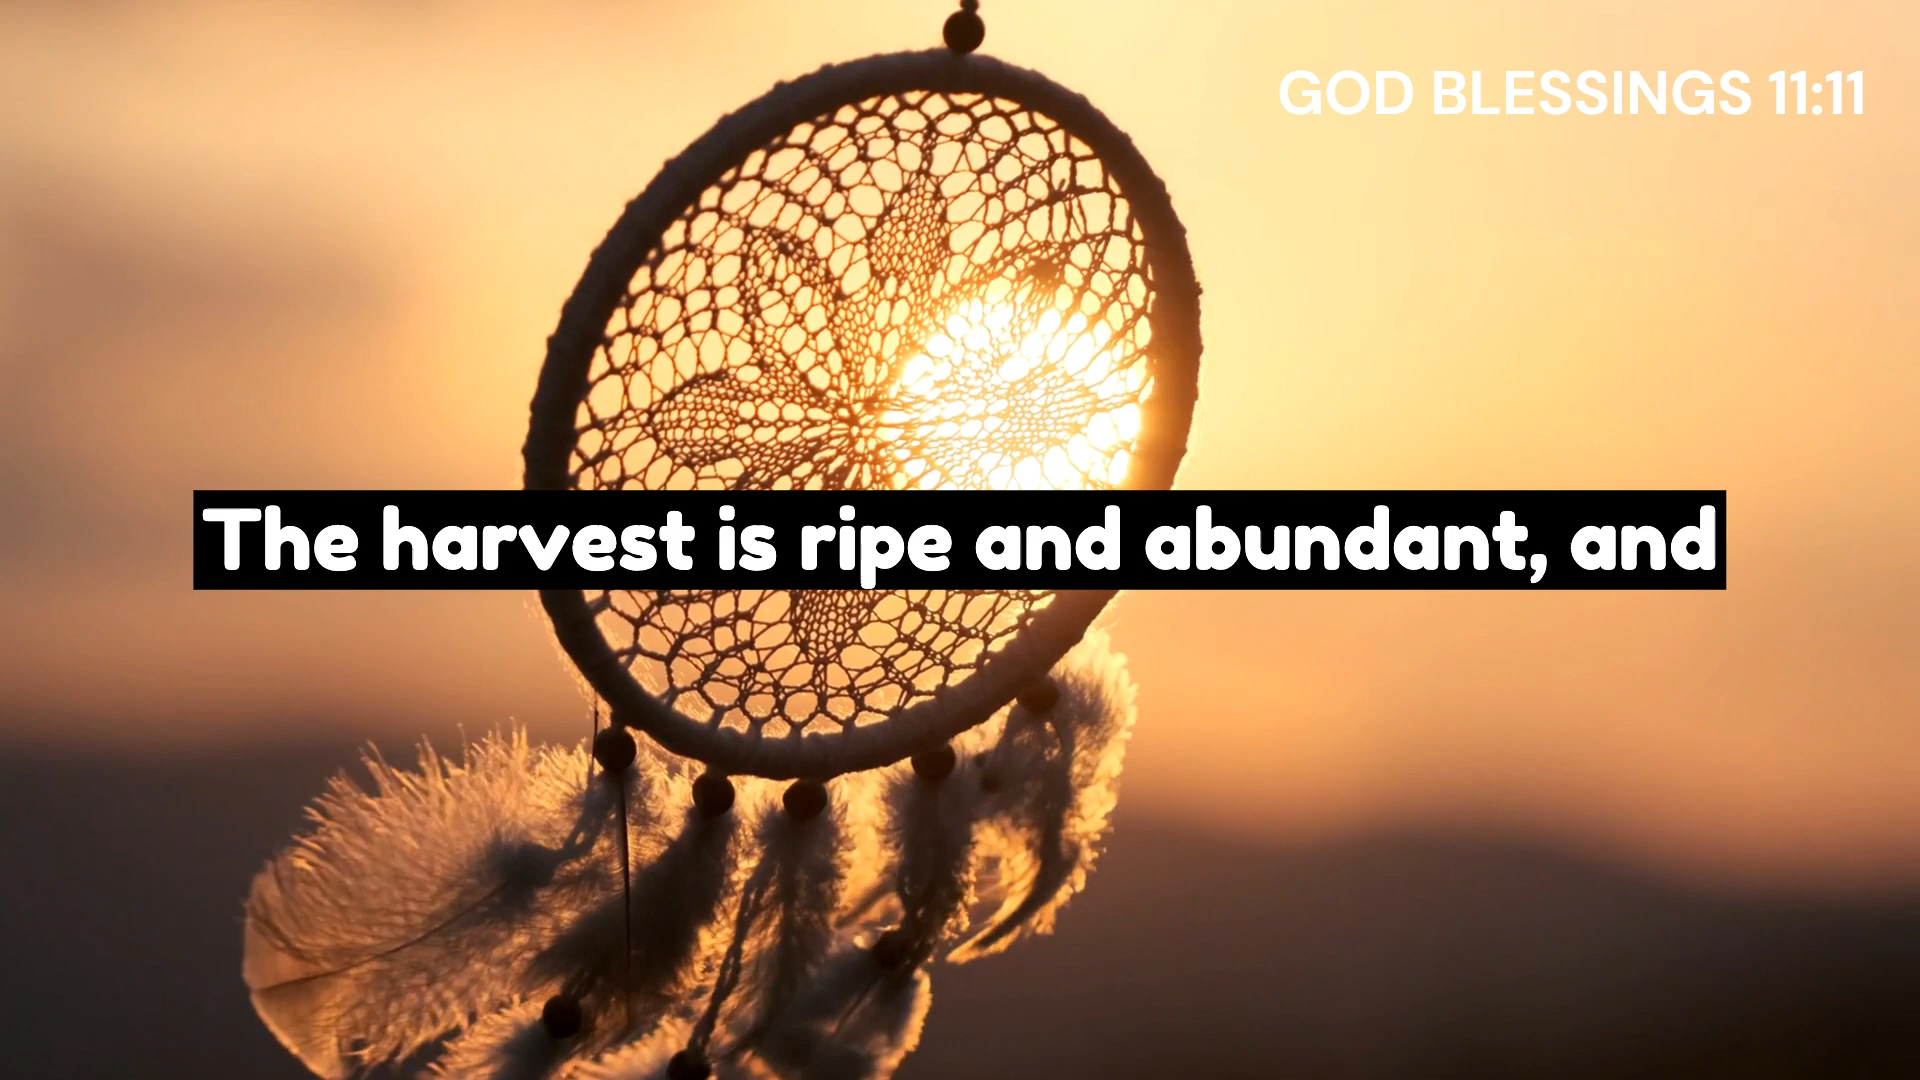 GOD BLESSINGS 11:11
The harvest is ripe and abundant, and